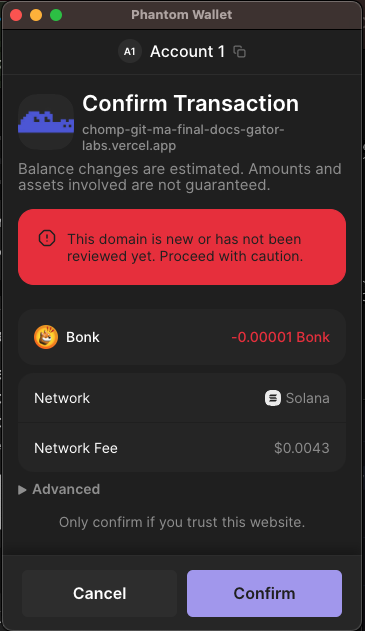 Phantom Wallet
A1 Account 1
Confirm Transaction
chomp-git-ma-final-docs-gator-
labs.vercel.app
Balance changes are estimated. Amounts and
assets involved are not guaranteed.
This domain is new or has not been
reviewed yet. Proceed with caution.
Bonk -0.00001 Bonk
Network Solana
Network Fee $0.0043
Advanced
Only confirm if you trust this website.
Cancel Confirm